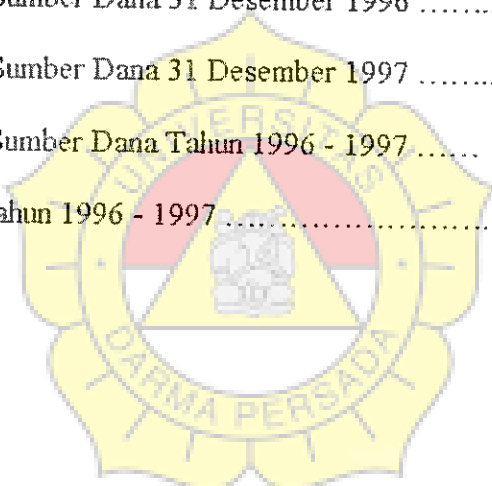 Sumber Dana 31 Desember 1996 ........
Sumber Dana 31 Desember 1997 ........
Sumber Dana Tahun 1996 - 1997 ......
ahun 1996 - 1997 ............................
UNIVERSITAS
DARMA PERSADA